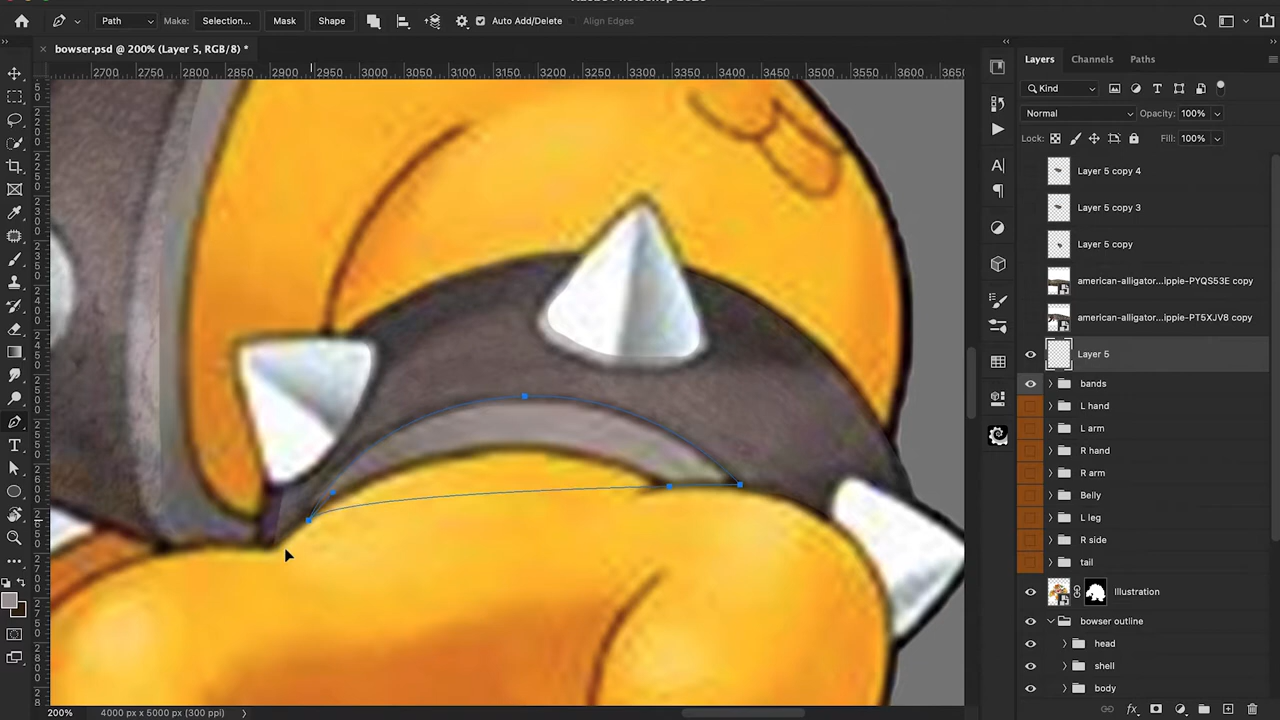 Path
Make:
Selection...
Mask
Shape
Auto Add/Delete
Align Edges
bowser.psd @ 200% (Layer 5, RGB/8) *
2700 2750 2800 2850 2900 2950 3000 3050 3100 3150 3200 3250 3300 3350 3400 3450 3500 3550 3600 3650
Layers
Channels
Paths
Kind
Normal
Opacity: 100%
Lock:
Fill: 100%
Layer 5 copy 4
Layer 5 copy 3
Layer 5 copy
american-alligator...ippie-PYQS53E copy
american-alligator...ippie-PT5XJV8 copy
Layer 5
bands
L hand
L arm
R hand
R arm
Belly
L leg
R side
tail
Illustration
bowser outline
head
shell
body
200%
4000 px x 5000 px (300 ppi)